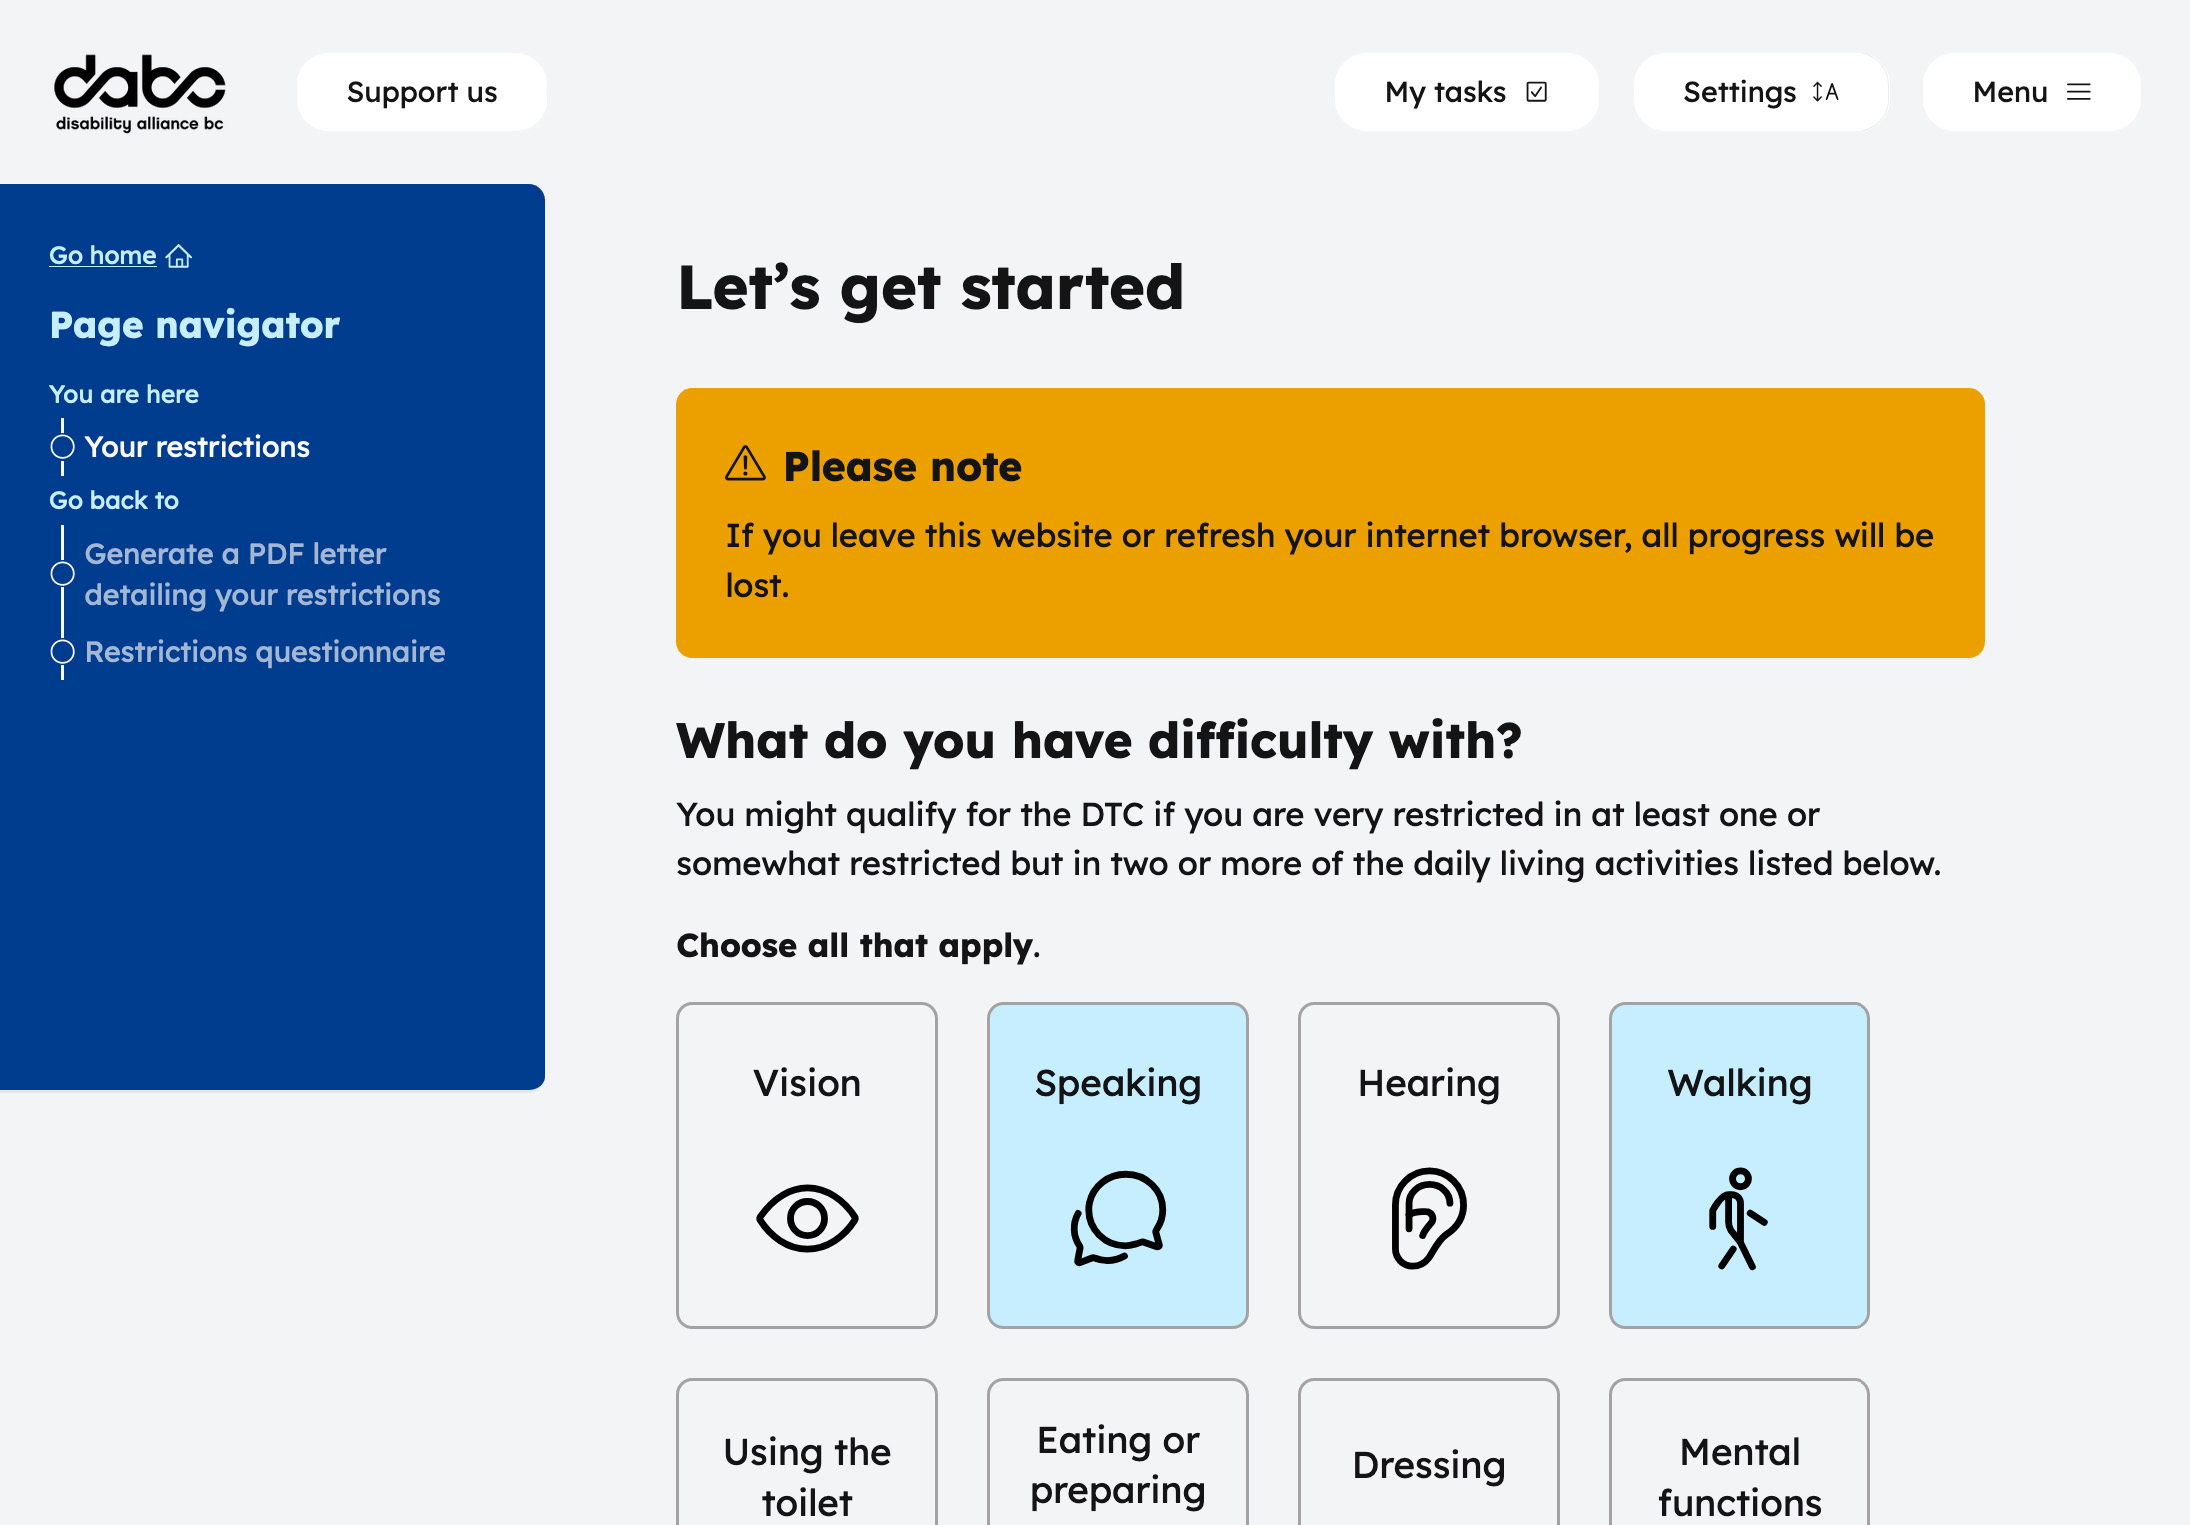 dabc
disability alliance bc
Support us
My tasks
Settings
A
Menu
Go home
Page navigator
You are here
Your restrictions
Go back to
Generate a PDF letter
detailing your restrictions
Restrictions questionnaire
Let’s get started
Please note
If you leave this website or refresh your internet browser, all progress will be
lost.
What do you have difficulty with?
You might qualify for the DTC if you are very restricted in at least one or
somewhat restricted but in two or more of the daily living activities listed below.
Choose all that apply.
Vision
Speaking
Hearing
Walking
Using the
toilet
Eating or
preparing
Dressing
Mental
functions